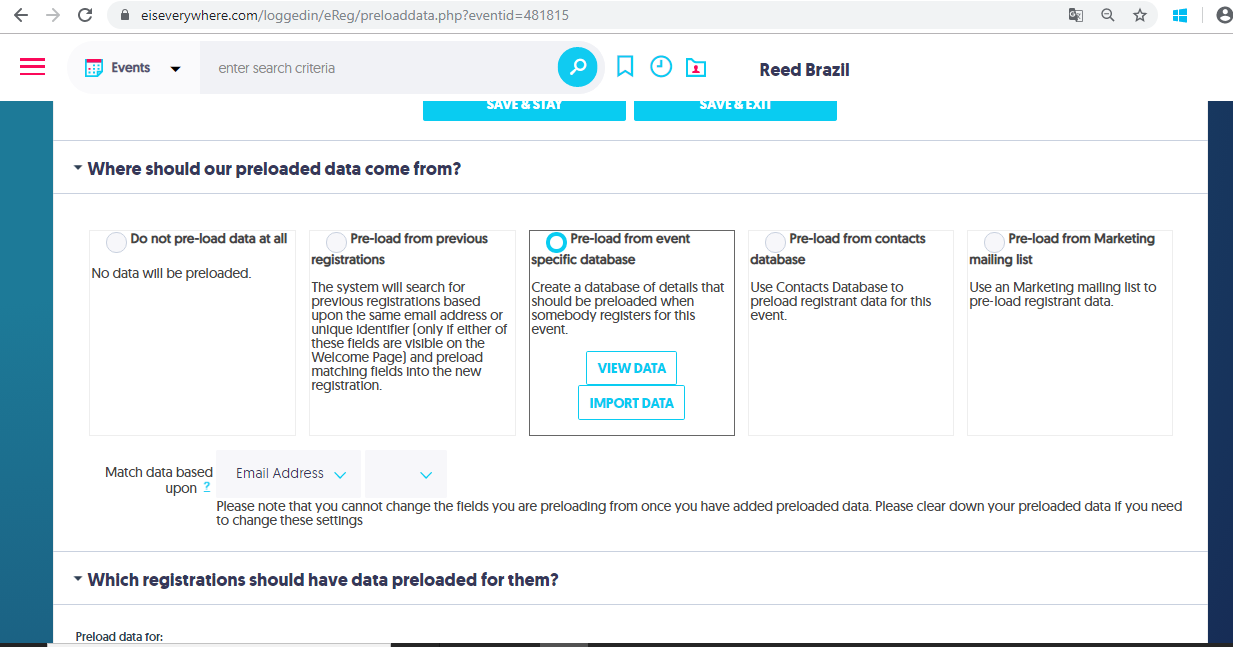 eiseverywhere.com/loggedin/eReg/preloaddata.php?eventid=481815
Events
enter search criteria
Reed Brazil
SAVE & STAY
SAVE & EXIT
Where should our preloaded data come from?
Do not pre-load data at all
No data will be preloaded.
Pre-load from previous
registrations
The system will search for
previous registrations based
upon the same email address or
unique identifier (only if either of
these fields are visible on the
Welcome Page) and preload
matching fields into the new
registration.
Pre-load from event
specific database
Create a database of details that
should be preloaded when
somebody registers for this
event.
VIEW DATA
IMPORT DATA
Pre-load from contacts
database
Use Contacts Database to
preload registrant data for this
event.
Pre-load from Marketing
mailing list
Use an Marketing mailing list to
pre-load registrant data.
Match data based
upon ?
Email Address
Please note that you cannot change the fields you are preloading from once you have added preloaded data. Please clear down your preloaded data if you need
to change these settings
Which registrations should have data preloaded for them?
Preload data for: